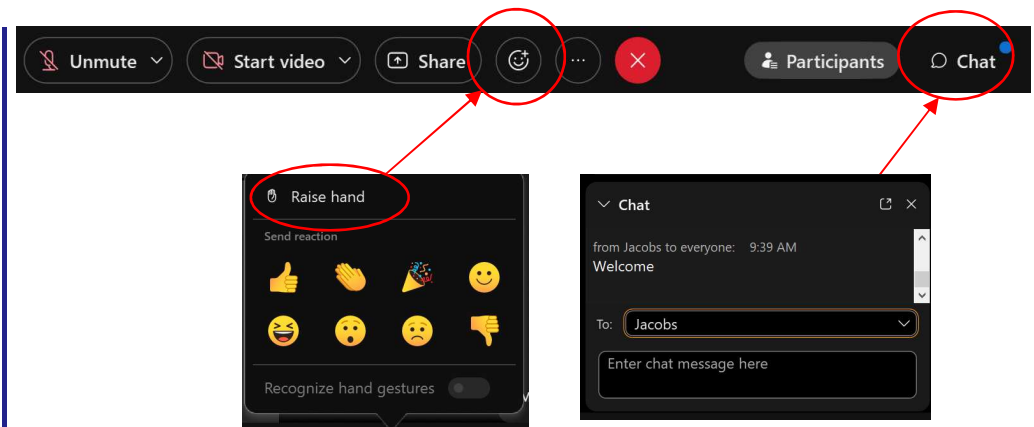 Unmute Start video Share Participants Chat
Raise hand
Send reaction
Recognize hand gestures
Chat
from Jacobs to everyone: 9:39 AM
Welcome
To: Jacobs
Enter chat message here